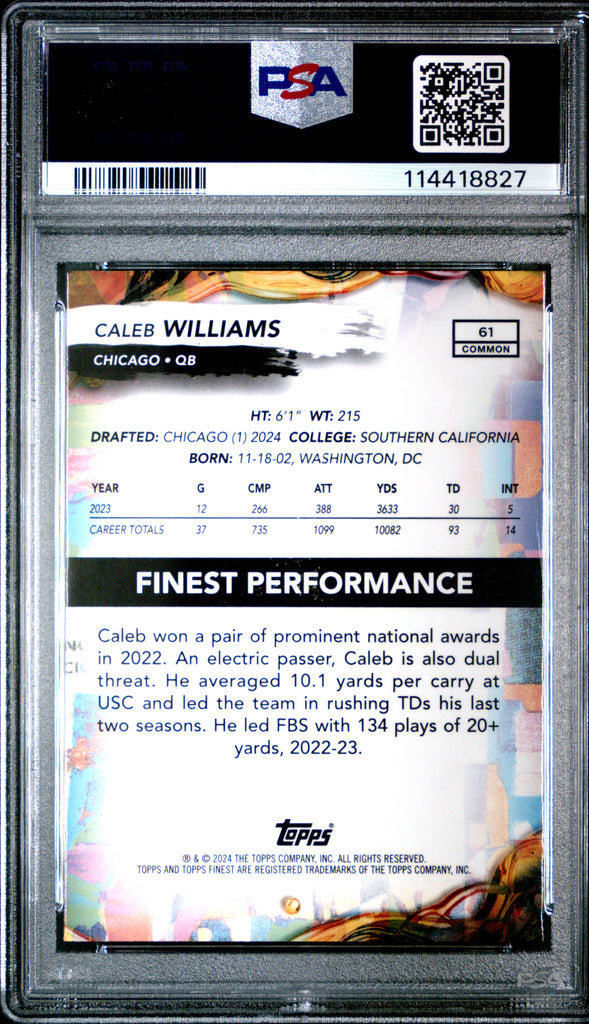 PSA
114418827
CALEB WILLIAMS
CHICAGO • QB
61
COMMON
HT: 6'1" WT: 215
DRAFTED: CHICAGO (1) 2024 COLLEGE: SOUTHERN CALIFORNIA
BORN: 11-18-02, WASHINGTON, DC
YEAR G CMP ATT YDS TD INT
2023 12 266 388 3633 30 5
CAREER TOTALS 37 735 1099 10082 93 14
FINEST PERFORMANCE
Caleb won a pair of prominent national awards
in 2022. An electric passer, Caleb is also dual
threat. He averaged 10.1 yards per carry at
USC and led the team in rushing TDs his last
two seasons. He led FBS with 134 plays of 20+
yards, 2022-23.
topps®
® & © 2024 THE TOPPS COMPANY, INC. ALL RIGHTS RESERVED.
TOPPS AND TOPPS FINEST ARE REGISTERED TRADEMARKS OF THE TOPPS COMPANY, INC.
PSA